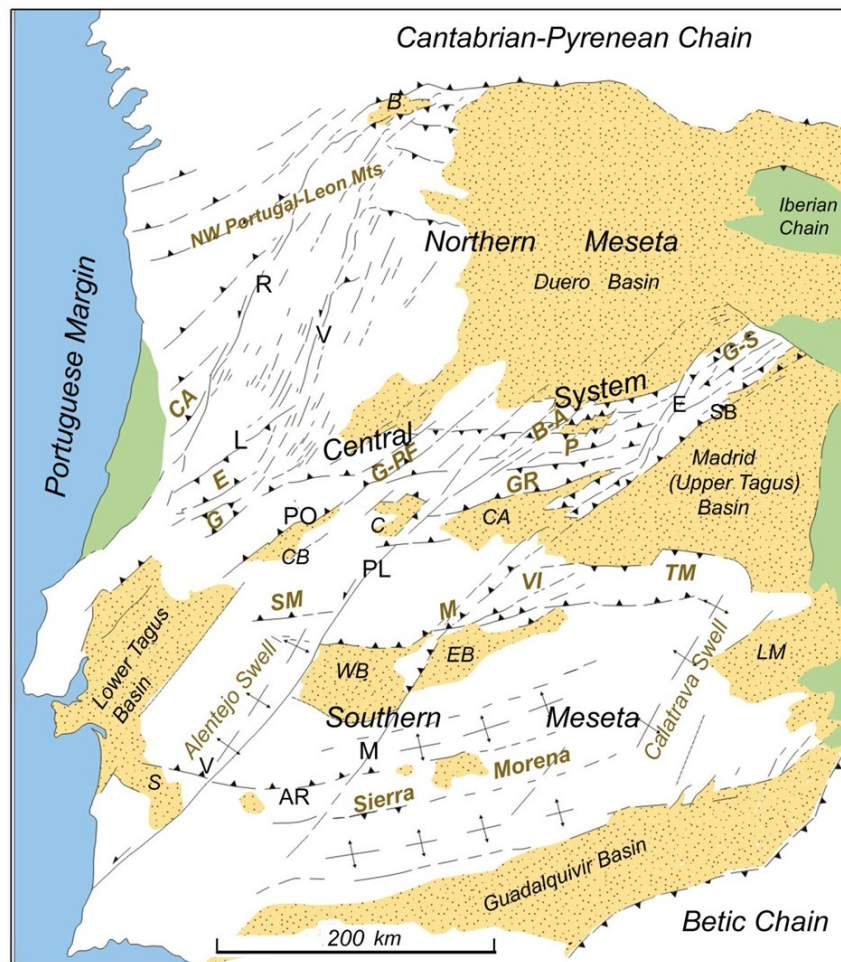 Cantabrian-Pyrenean Chain
B
NW Portugal-Leon Mts
Iberian
Chain
Northern Meseta
Duero Basin
R
V
Portuguese Margin
G-S
CA
System
E
SB
B-A
L
Central
P
Madrid
(Upper Tagus)
Basin
G-PF
E
GR
G
PO
C
CA
CB
PL
VI
TM
SM
M
Lower Tagus
Basin
Alentejo Swell
WB
EB
Calatrava Swell
LM
Southern Meseta
M
V
S
AR
Sierra Morena
Guadalquivir Basin
Betic Chain
200 km